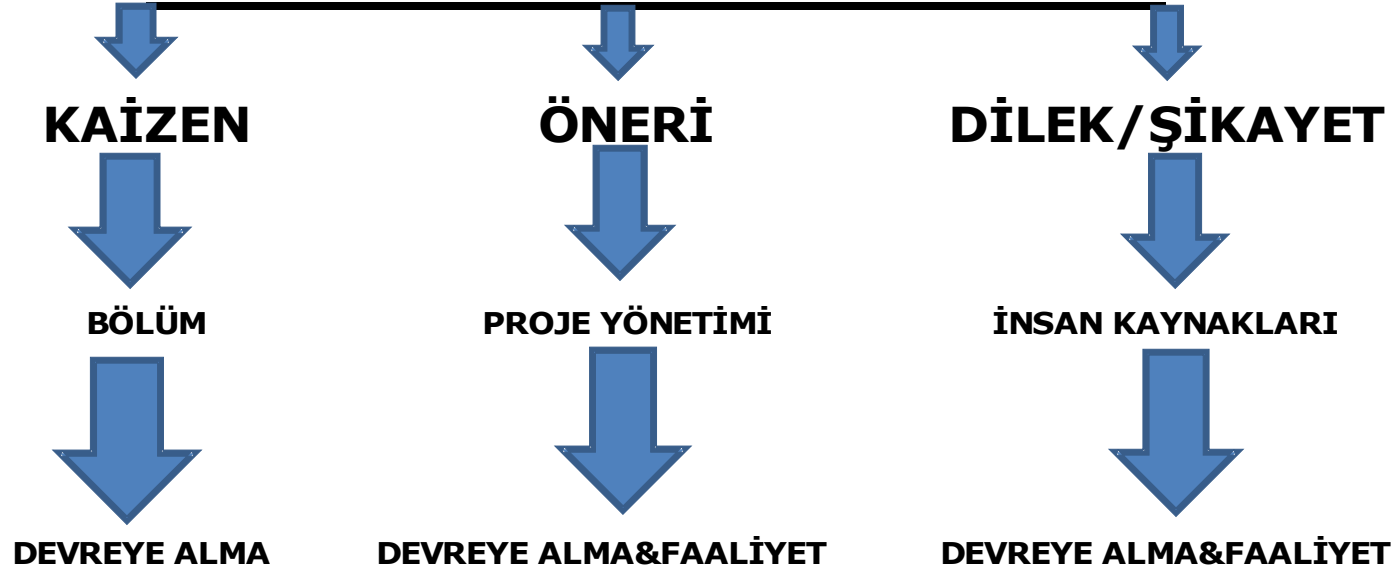 KAİZEN ÖNERİ DİLEK/ŞİKAYET
BÖLÜM PROJE YÖNETİMİ İNSAN KAYNAKLARI
DEVREYE ALMA DEVREYE ALMA&FAALİYET DEVREYE ALMA&FAALİYET